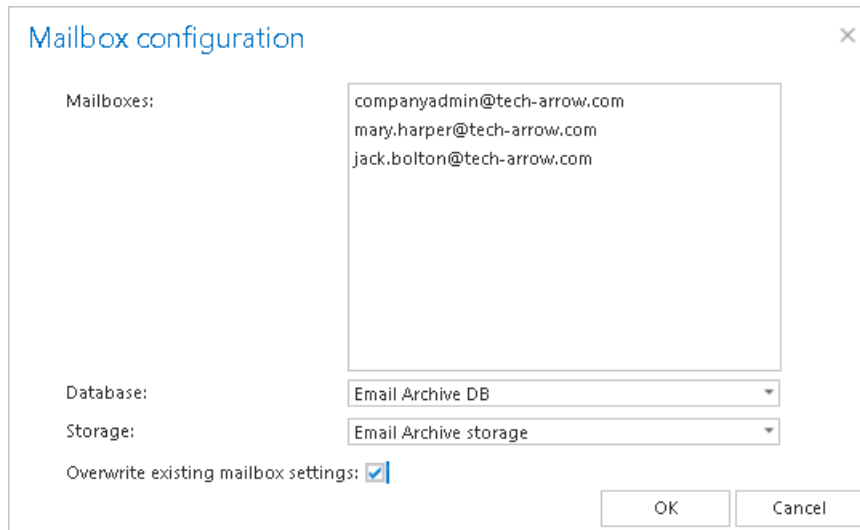 Mailbox configuration
Mailboxes:
companyadmin@tech-arrow.com
mary.harper@tech-arrow.com
jack.bolton@tech-arrow.com
Database:
Email Archive DB
Storage:
Email Archive storage
Overwrite existing mailbox settings:
OK
Cancel